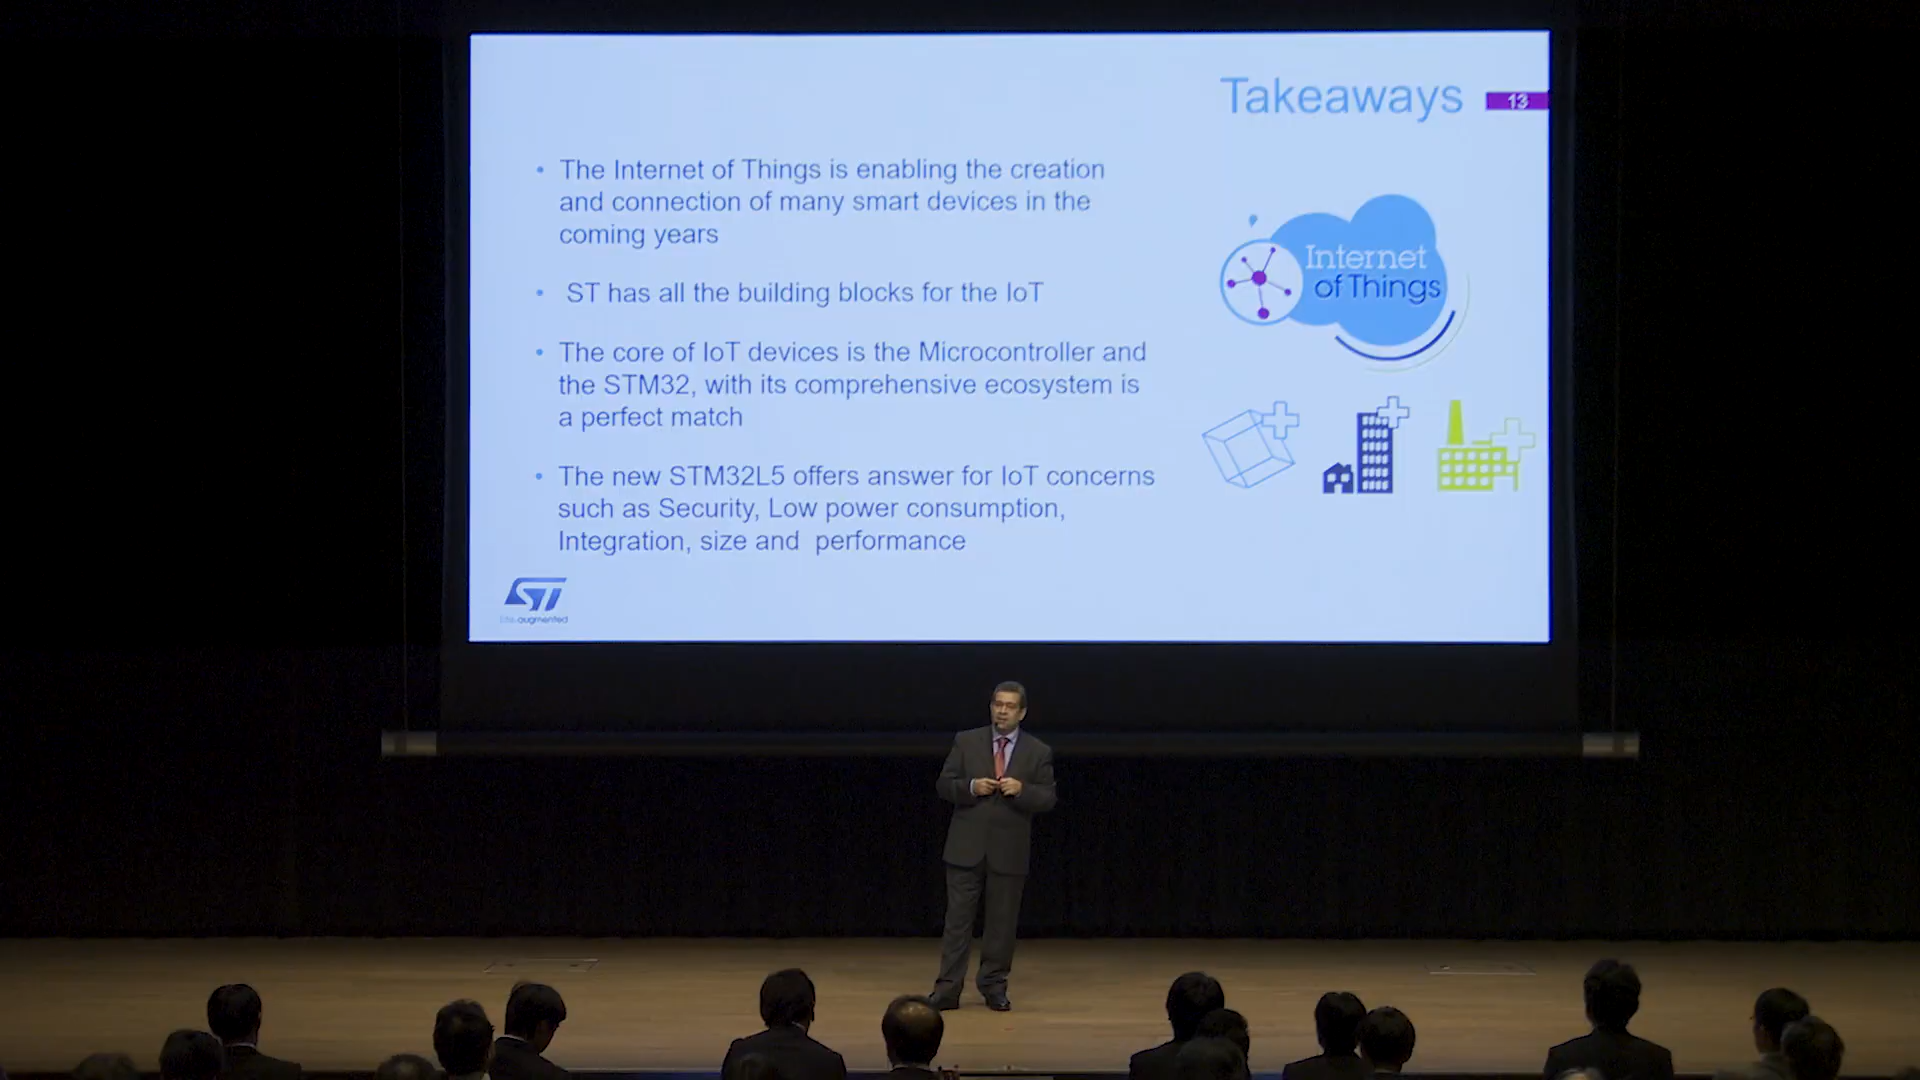 Takeaways
13
• The Internet of Things is enabling the creation
and connection of many smart devices in the
coming years
• ST has all the building blocks for the IoT
• The core of IoT devices is the Microcontroller and
the STM32, with its comprehensive ecosystem is
a perfect match
• The new STM32L5 offers answer for IoT concerns
such as Security, Low power consumption,
Integration, size and performance
Internet
of Things
ST
life.augmented